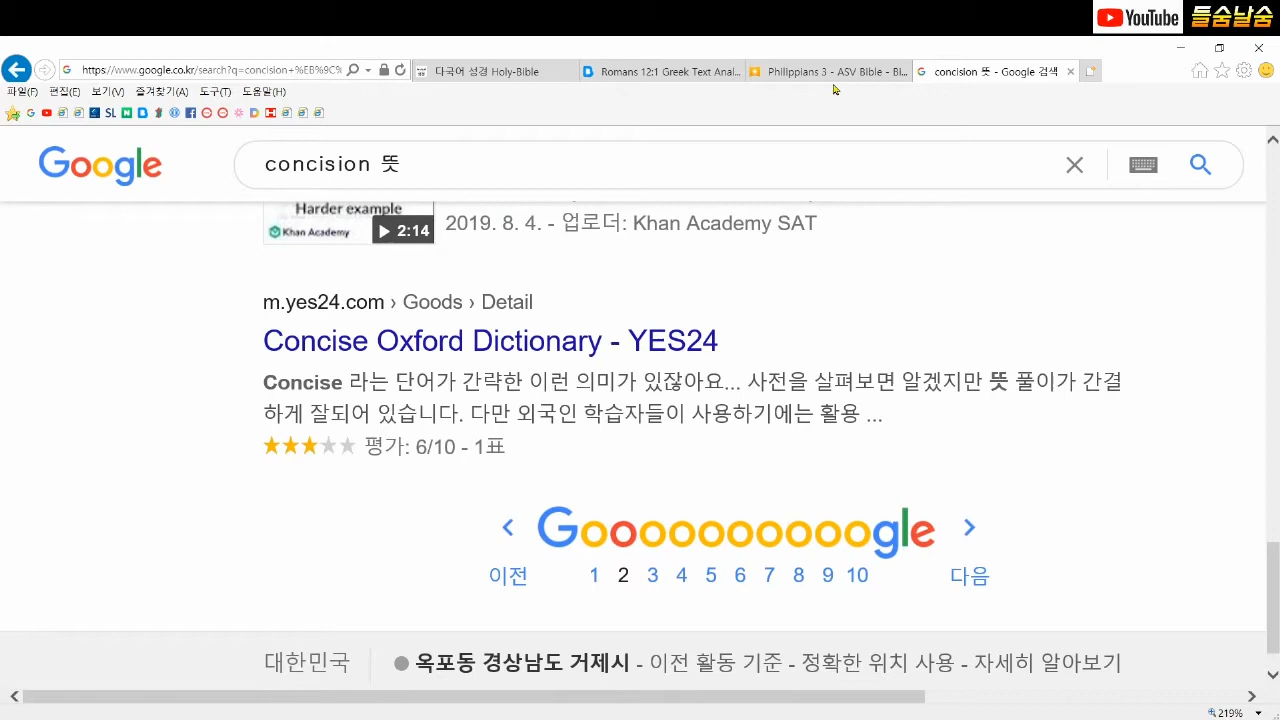 YouTube 들숨날숨
https://www.google.co.kr/search?q=concision+%EB%9C%
다국어 성경 Holy-Bible
Romans 12:1 Greek Text Anal...
Philippians 3 - ASV Bible - Bi...
concision 뜻 - Google 검색
파일(F) 편집(E) 보기(V) 즐겨찾기(A) 도구(T) 도움말(H)
SL
Google
concision 뜻
Harder example
Khan Academy
2:14
2019. 8. 4. - 업로더: Khan Academy SAT
m.yes24.com › Goods › Detail
Concise Oxford Dictionary - YES24
Concise 라는 단어가 간략한 이런 의미가 있잖아요... 사전을 살펴보면 알겠지만 뜻 풀이가 간결
하게 잘되어 있습니다. 다만 외국인 학습자들이 사용하기에는 활용 ...
평가: 6/10 - 1표
Goooooooooogle
이전 1 2 3 4 5 6 7 8 9 10 다음
대한민국
옥포동 경상남도 거제시 - 이전 활동 기준 - 정확한 위치 사용 - 자세히 알아보기
219%